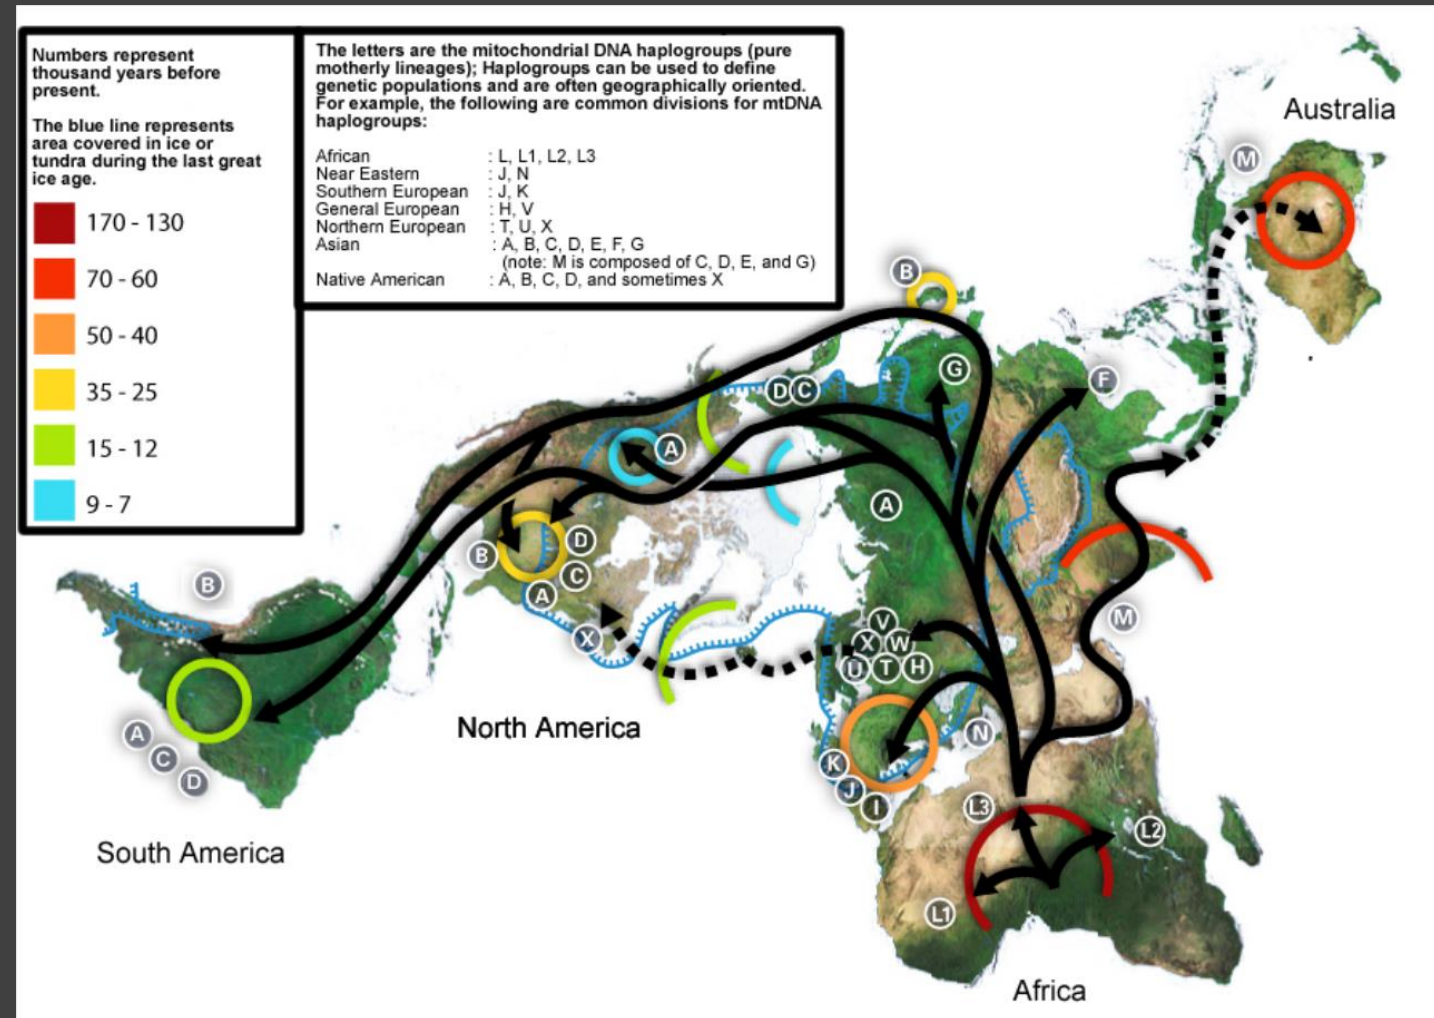 Numbers represent
thousand years before
present.
The blue line represents
area covered in ice or
tundra during the last great
ice age.
170 - 130
70 - 60
50 - 40
35 - 25
15 - 12
9 - 7
The letters are the mitochondrial DNA haplogroups (pure
motherly lineages); Haplogroups can be used to define
genetic populations and are often geographically oriented.
For example, the following are common divisions for mtDNA
haplogroups:
African : L, L1, L2, L3
Near Eastern : J, N
Southern European : J, K
General European : H, V
Northern European : T, U, X
Asian : A, B, C, D, E, F, G
(note: M is composed of C, D, E, and G)
Native American : A, B, C, D, and sometimes X
Australia
M
B
G
F
D C
A
A
B
D
C
A
B
X
M
V
X W
U T H
N
K
J
I
L3
L2
L1
A
C
D
North America
South America
Africa